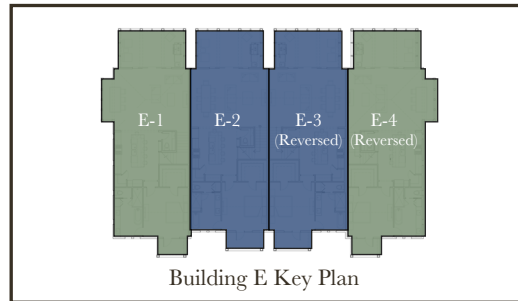 E-1
E-2
E-3
(Reversed)
E-4
(Reversed)
Building E Key Plan